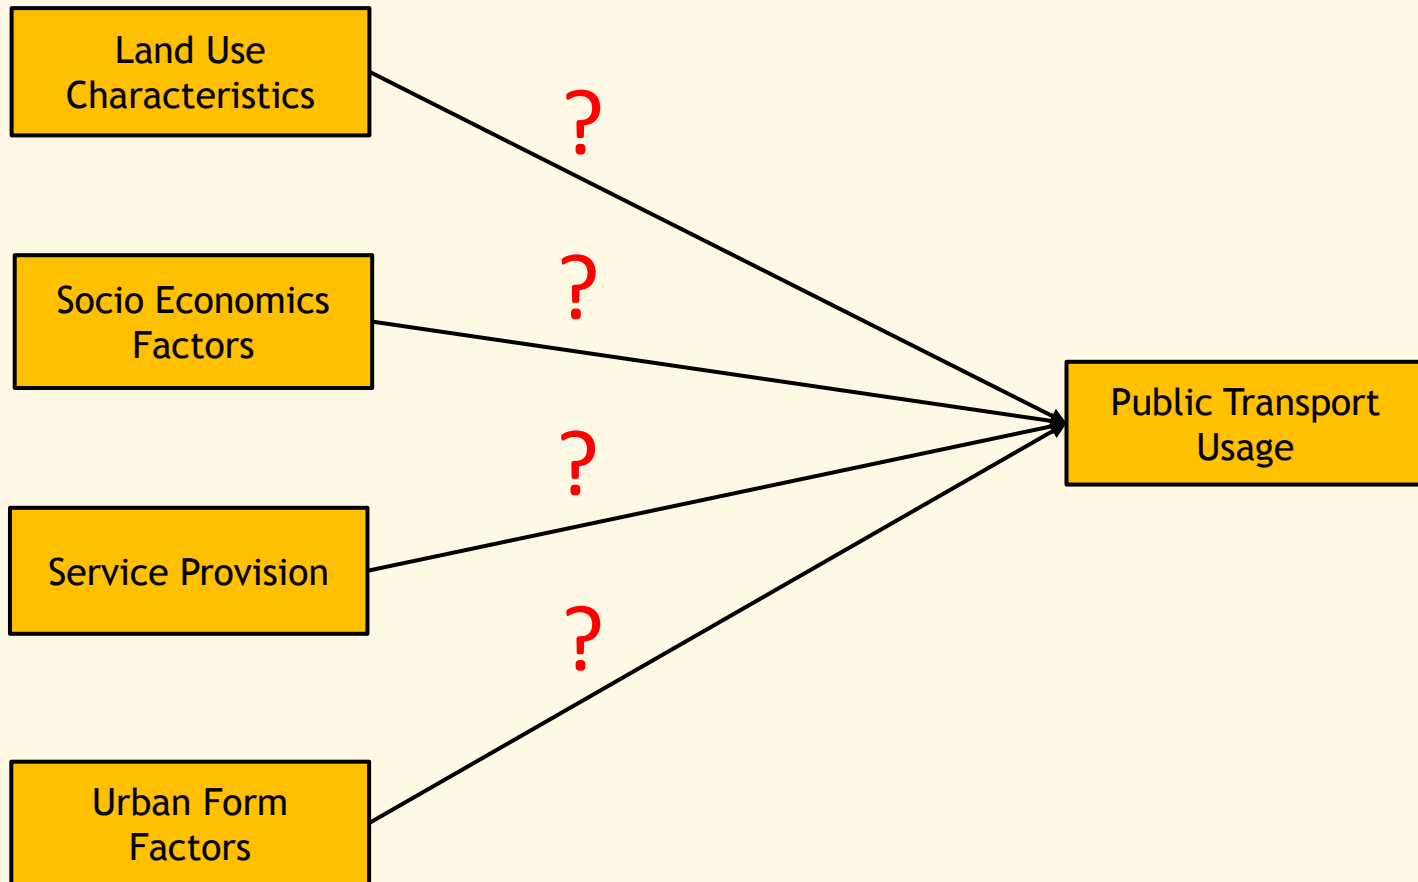 Land Use
Characteristics
?
Socio Economics
Factors
?
Public Transport
Usage
?
Service Provision
?
Urban Form
Factors